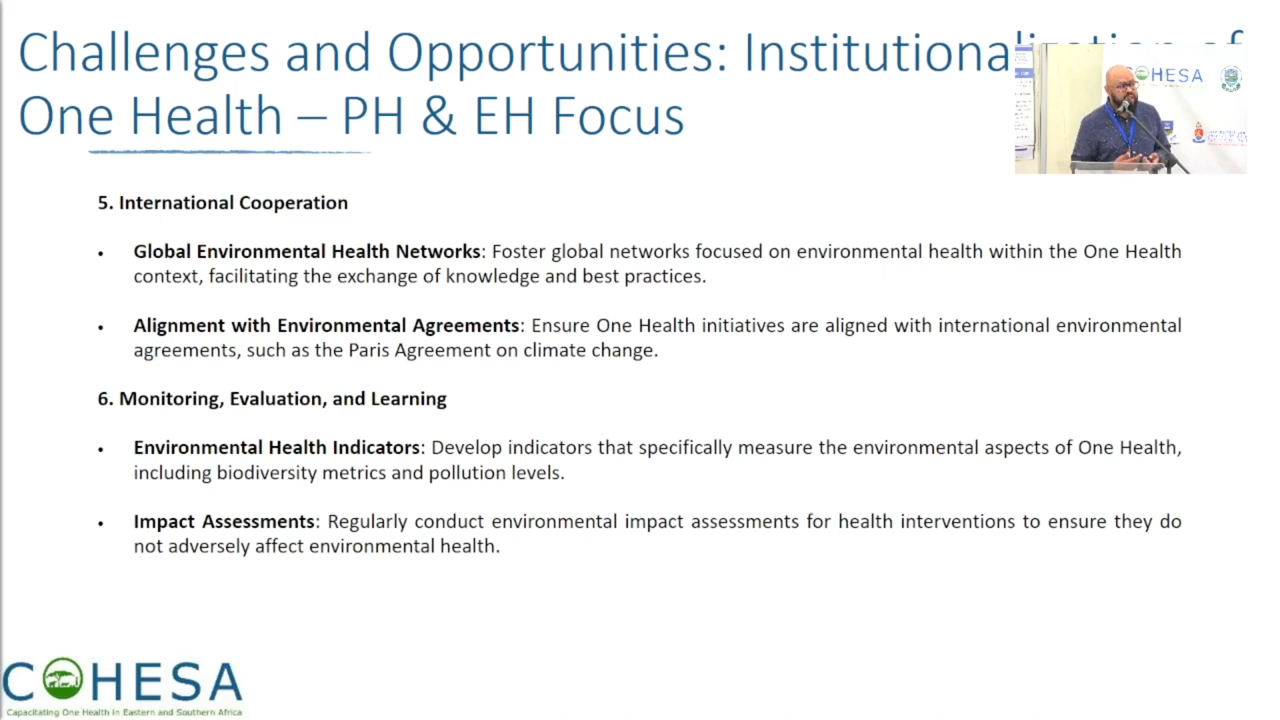 Challenges and Opportunities: Institutionalization of
One Health – PH & EH Focus
OHESA
5. International Cooperation
• Global Environmental Health Networks: Foster global networks focused on environmental health within the One Health
context, facilitating the exchange of knowledge and best practices.
• Alignment with Environmental Agreements: Ensure One Health initiatives are aligned with international environmental
agreements, such as the Paris Agreement on climate change.
6. Monitoring, Evaluation, and Learning
• Environmental Health Indicators: Develop indicators that specifically measure the environmental aspects of One Health,
including biodiversity metrics and pollution levels.
• Impact Assessments: Regularly conduct environmental impact assessments for health interventions to ensure they do
not adversely affect environmental health.
COHESA
Capacitating One Health in Eastern and Southern Africa